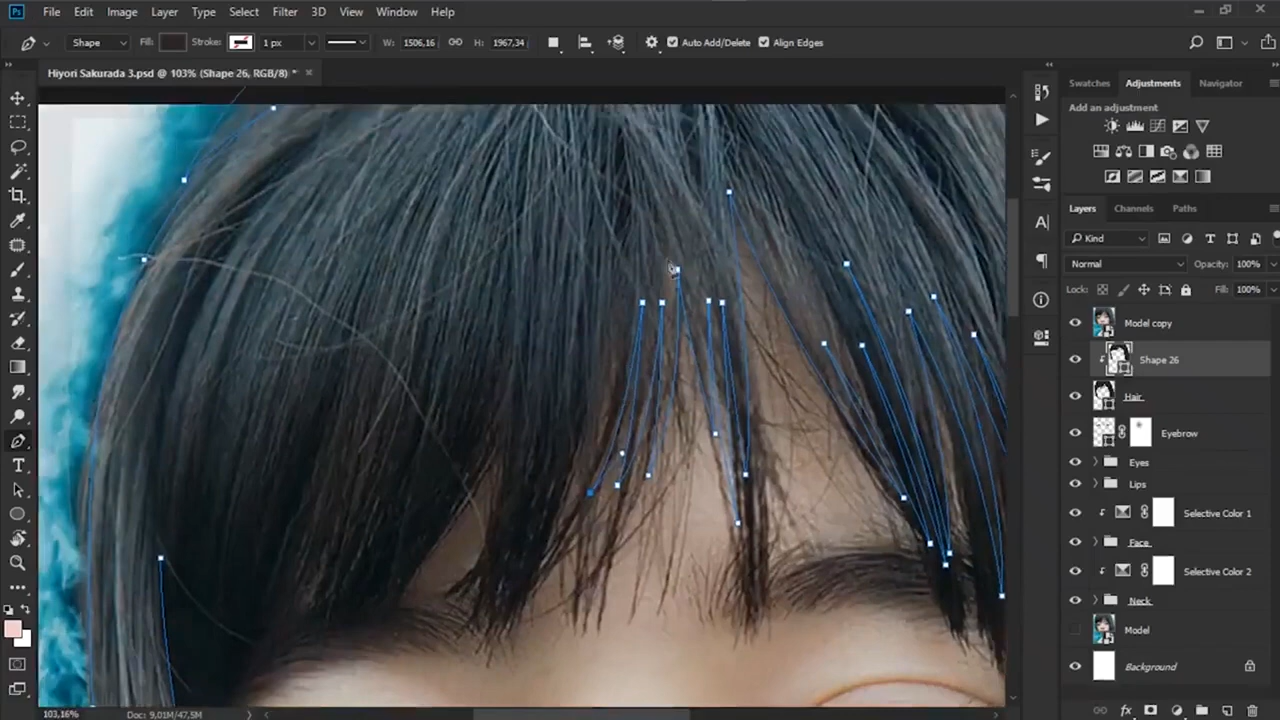 Ps File Edit Image Layer Type Select Filter 3D View Window Help
Shape Fill: Stroke: 1 px W: 1506,16 H: 1967,34 Auto Add/Delete Align Edges
Hiyori Sakurada 3.psd @ 103% (Shape 26, RGB/8) * ×
Swatches Adjustments Navigator
Add an adjustment
Layers Channels Paths
Kind
Normal Opacity: 100%
Lock: Fill: 100%
Model copy
Shape 26
Hair
Eyebrow
Eyes
Lips
Selective Color 1
Face
Selective Color 2
Neck
Model
Background
103,16% Doc: 9,01M/47,5M